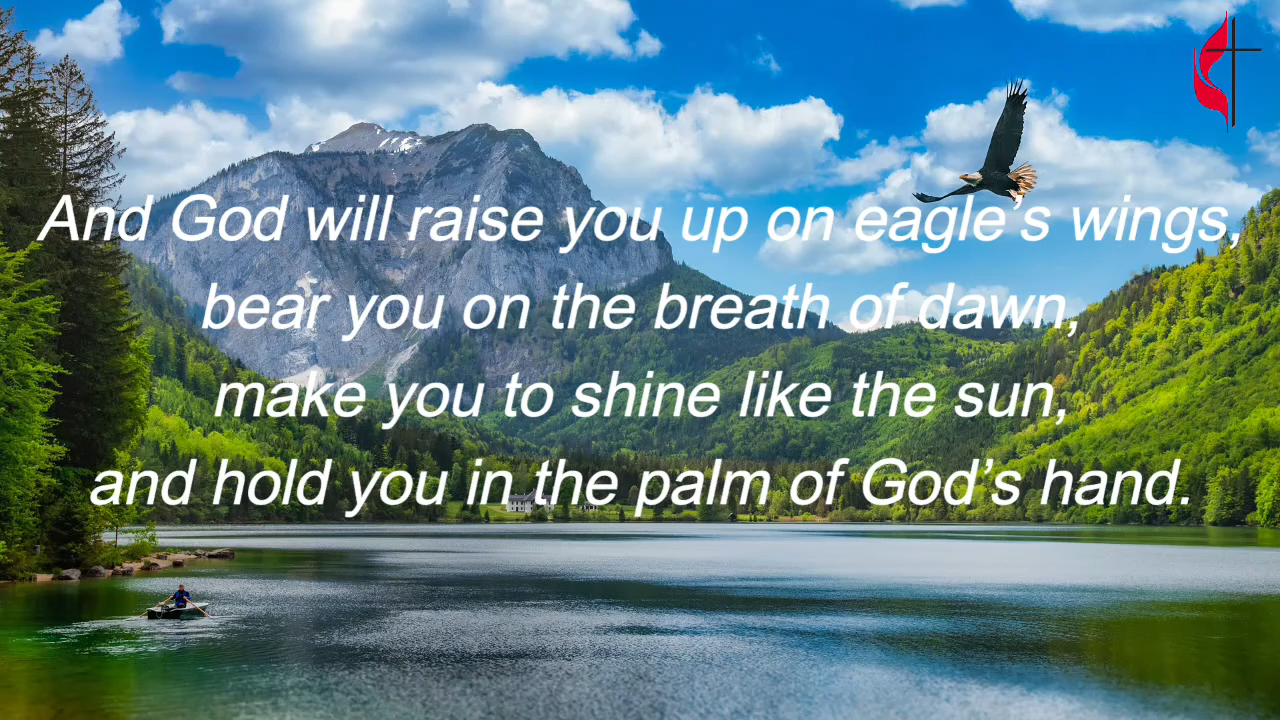 And God will raise you up on eagle’s wings,
bear you on the breath of dawn,
make you to shine like the sun,
and hold you in the palm of God’s hand.